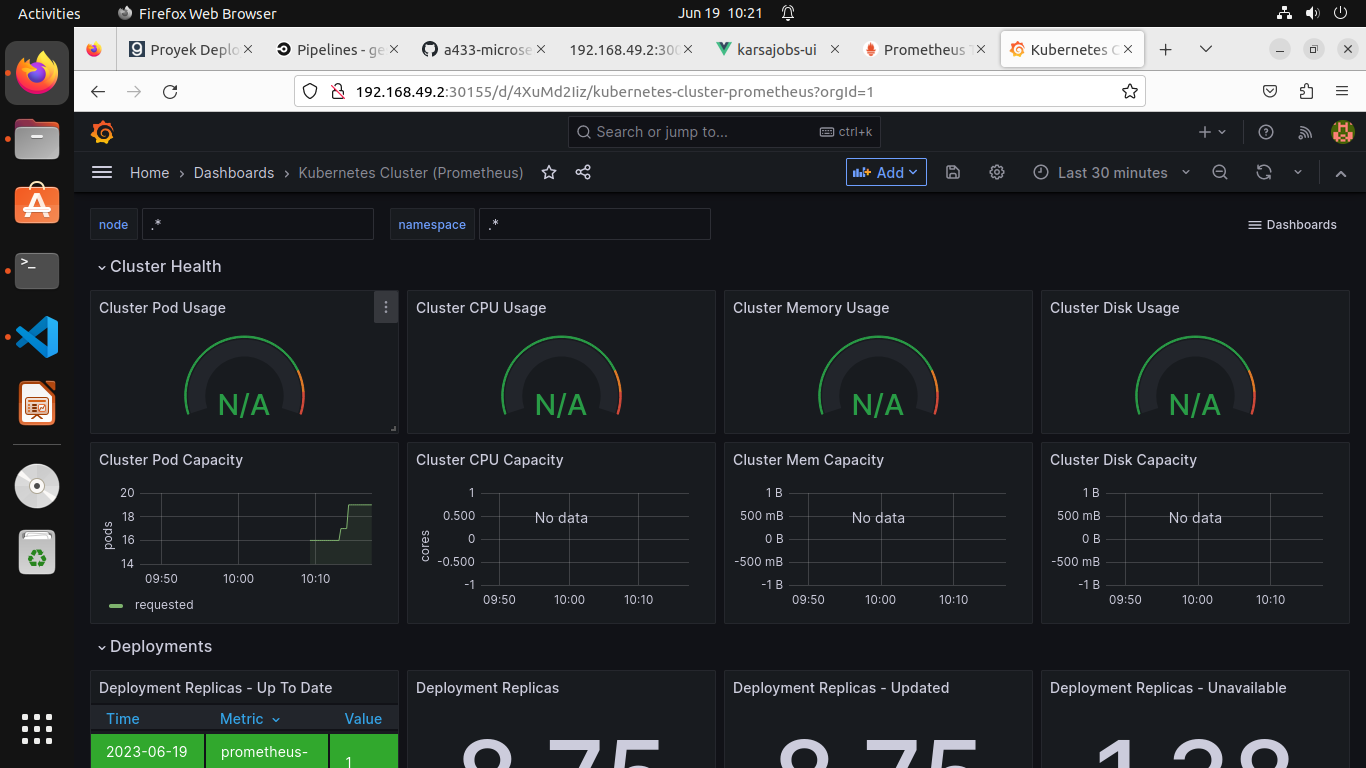 Activities Firefox Web Browser Jun 19 10:21
Proyek Deplo Pipelines - ge a433-microse 192.168.49.2:300 karsajobs-ui Prometheus T Kubernetes C
192.168.49.2:30155/d/4XuMd2Iiz/kubernetes-cluster-prometheus?orgId=1
Search or jump to... ctrl+k
Home › Dashboards › Kubernetes Cluster (Prometheus) Add Last 30 minutes
node .* namespace .* Dashboards
Cluster Health
Cluster Pod Usage Cluster CPU Usage Cluster Memory Usage Cluster Disk Usage
N/A N/A N/A N/A
Cluster Pod Capacity Cluster CPU Capacity Cluster Mem Capacity Cluster Disk Capacity
pods
20
18
16
14
09:50 10:00 10:10
requested
cores
1
0.500
0
-0.500
-1
No data
09:50 10:00 10:10
1 B
500 mB
0 B
-500 mB
-1 B
No data
09:50 10:00 10:10
1 B
500 mB
0 B
-500 mB
-1 B
No data
09:50 10:00 10:10
Deployments
Deployment Replicas - Up To Date Deployment Replicas Deployment Replicas - Updated Deployment Replicas - Unavailable
Time Metric Value
2023-06-19 prometheus- 1
8.75 8.75 1.38